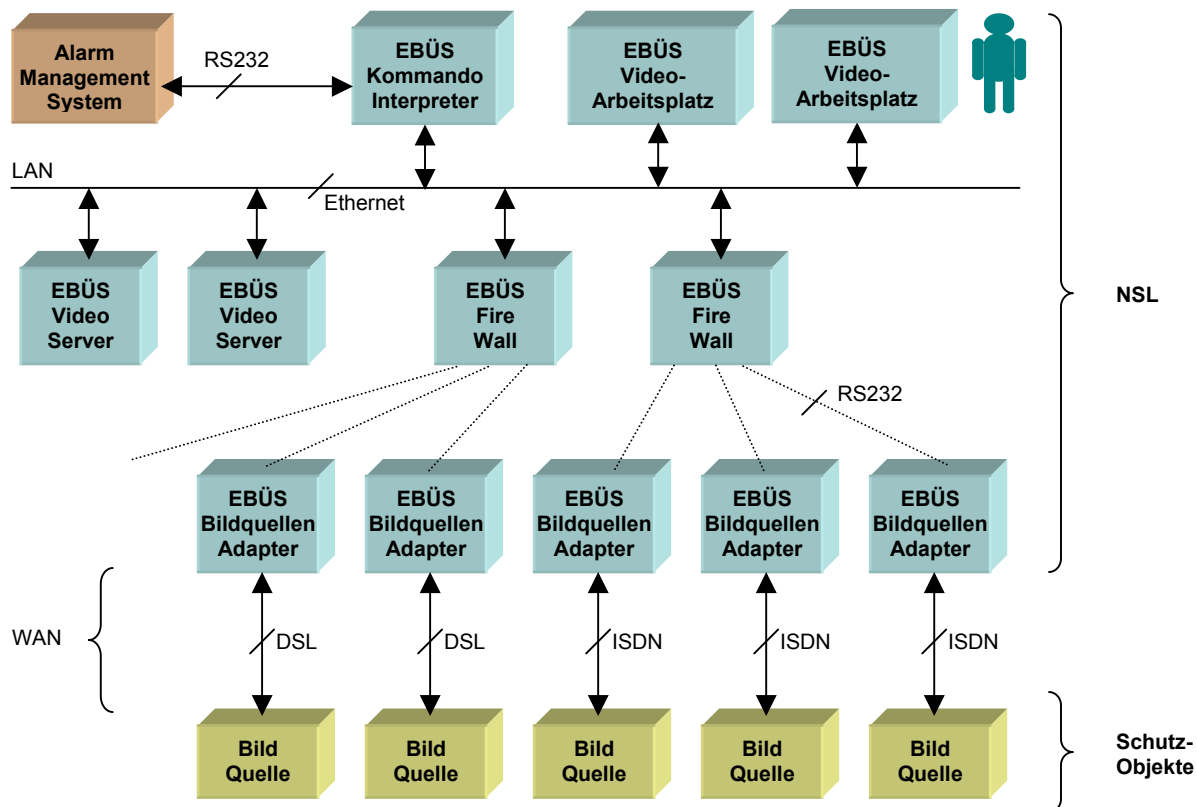 Alarm
Management
System
RS232
EBÜS
Kommando
Interpreter
EBÜS
Video-
Arbeitsplatz
EBÜS
Video-
Arbeitsplatz
LAN
Ethernet
EBÜS
Video
Server
EBÜS
Video
Server
EBÜS
Fire
Wall
EBÜS
Fire
Wall
NSL
RS232
EBÜS
Bildquellen
Adapter
EBÜS
Bildquellen
Adapter
EBÜS
Bildquellen
Adapter
EBÜS
Bildquellen
Adapter
EBÜS
Bildquellen
Adapter
WAN
DSL
DSL
ISDN
ISDN
ISDN
Bild
Quelle
Bild
Quelle
Bild
Quelle
Bild
Quelle
Bild
Quelle
Schutz-
Objekte